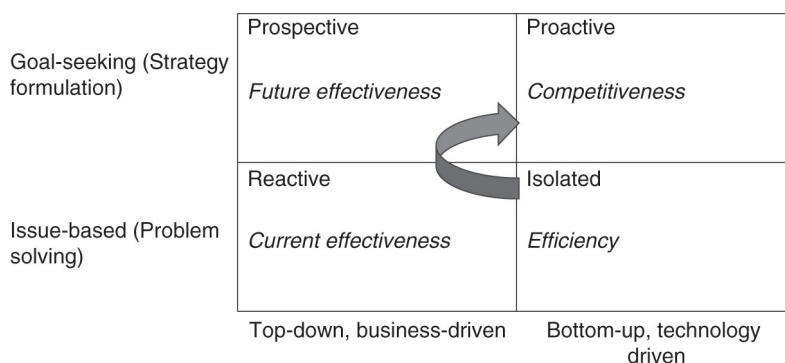 Prospective
Proactive
Goal-seeking (Strategy
formulation)
Future effectiveness
Competitiveness
Reactive
Isolated
Issue-based (Problem
solving)
Current effectiveness
Efficiency
Top-down, business-driven
Bottom-up, technology
driven